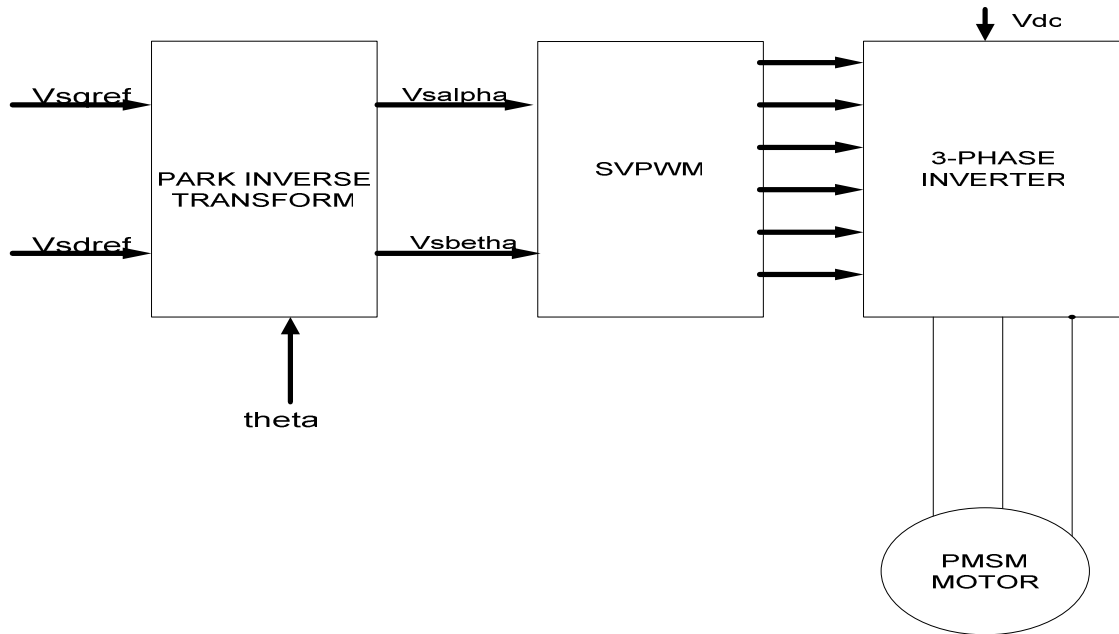 Vdc
Vsqref
Vsalpha
PARK INVERSE
TRANSFORM
SVPWM
3-PHASE
INVERTER
Vsdref
Vsbetha
theta
PMSM
MOTOR